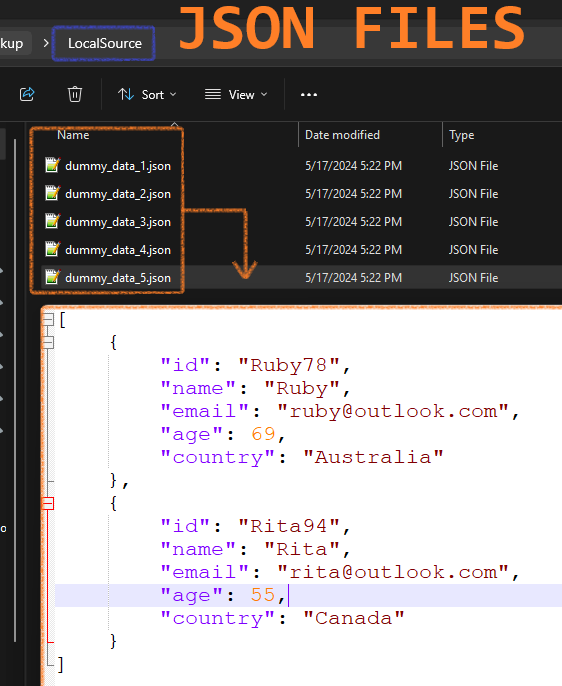 JSON FILES
kup > LocalSource
Sort View ...
Name Date modified Type
dummy_data_1.json 5/17/2024 5:22 PM JSON File
dummy_data_2.json 5/17/2024 5:22 PM JSON File
dummy_data_3.json 5/17/2024 5:22 PM JSON File
dummy_data_4.json 5/17/2024 5:22 PM JSON File
dummy_data_5.json 5/17/2024 5:22 PM JSON File
[
{
"id": "Ruby78",
"name": "Ruby",
"email": "ruby@outlook.com",
"age": 69,
"country": "Australia"
},
{
"id": "Rita94",
"name": "Rita",
"email": "rita@outlook.com",
"age": 55,
"country": "Canada"
}
]